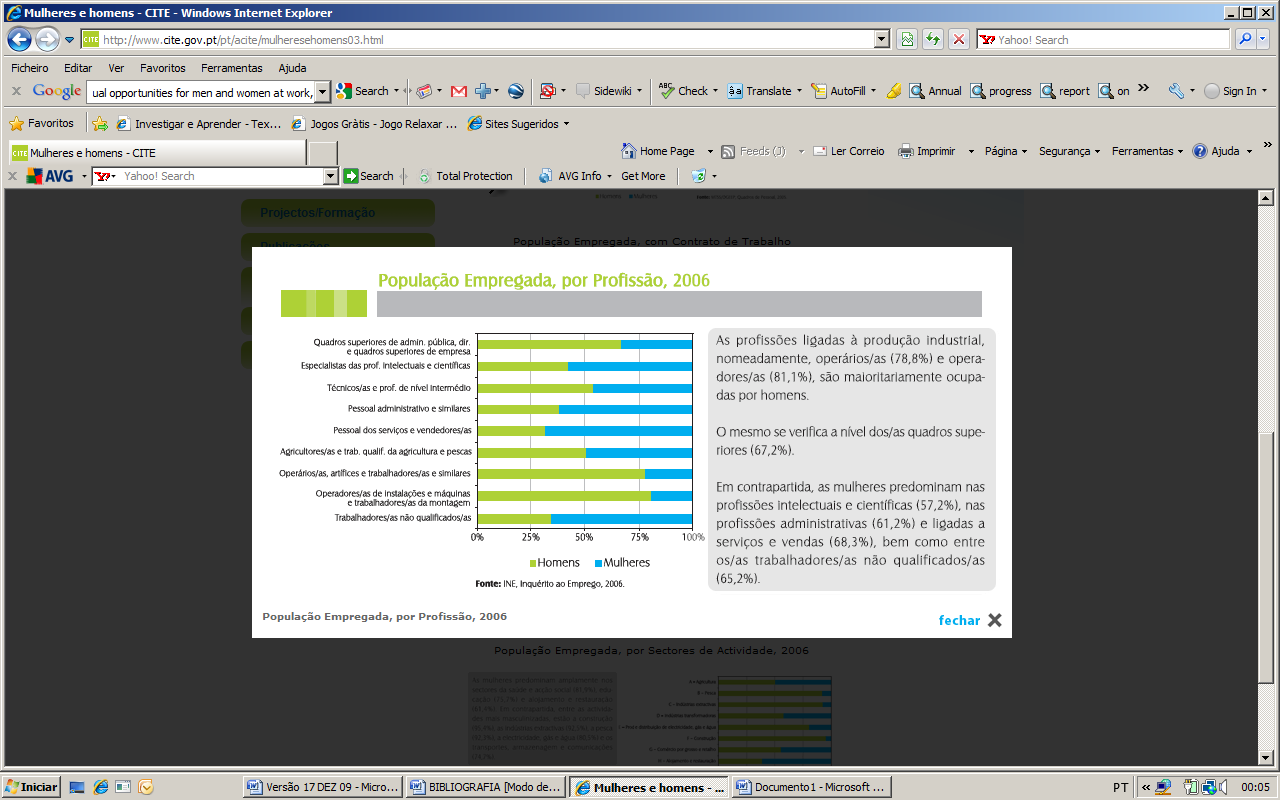 Mulheres e homens - CITE - Windows Internet Explorer
CITE http://www.cite.gov.pt/pt/acite/mulheresehomens03.html
Yahoo! Search
Ficheiro Editar Ver Favoritos Ferramentas Ajuda
Google ual opportunities for men and women at work, Search Sidewiki Check Translate AutoFill Annual progress report on Sign In
Favoritos Investigar e Aprender - Tex... Jogos Gràtis - Jogo Relaxar ... Sites Sugeridos
CITE Mulheres e homens - CITE Home Page Feeds (J) Ler Correio Imprimir Página Segurança Ferramentas Ajuda
AVG Yahoo! Search Search Total Protection AVG Info Get More
Projectos/Formação
Publicações
População Empregada, com Contrato de Trabalho
População Empregada, por Profissão, 2006
Quadros superiores de admin. pública, dir.
e quadros superiores de empresa
Especialistas das prof. intelectuais e científicas
Técnicos/as e prof. de nível intermédio
Pessoal administrativo e similares
Pessoal dos serviços e vendedores/as
Agricultores/as e trab. qualif. da agricultura e pescas
Operários/as, artífices e trabalhadores/as e similares
Operadores/as de instalações e máquinas
e trabalhadores/as da montagem
Trabalhadores/as não qualificados/as
0% 25% 50% 75% 100%
Homens Mulheres
Fonte: INE, Inquérito ao Emprego, 2006.
As profissões ligadas à produção industrial,
nomeadamente, operários/as (78,8%) e opera-
dores/as (81,1%), são maioritariamente ocupa-
das por homens.
O mesmo se verifica a nível dos/as quadros supe-
riores (67,2%).
Em contrapartida, as mulheres predominam nas
profissões intelectuais e científicas (57,2%), nas
profissões administrativas (61,2%) e ligadas a
serviços e vendas (68,3%), bem como entre
os/as trabalhadores/as não qualificados/as
(65,2%).
População Empregada, por Profissão, 2006
fechar
População Empregada, por Sectores de Actividade, 2006
Iniciar Versão 17 DEZ 09 - Micro... BIBLIOGRAFIA [Modo de... Mulheres e homens - ... Documento1 - Microsoft ... PT 00:05